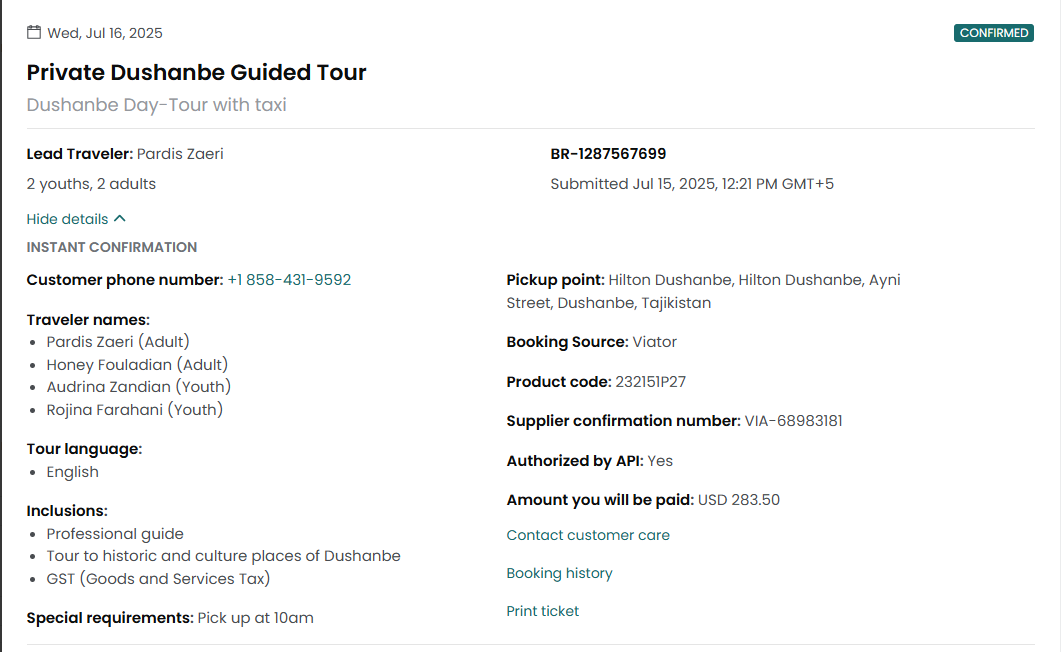 Wed, Jul 16, 2025
CONFIRMED
Private Dushanbe Guided Tour
Dushanbe Day-Tour with taxi
Lead Traveler: Pardis Zaeri
2 youths, 2 adults
BR-1287567699
Submitted Jul 15, 2025, 12:21 PM GMT+5
Hide details
INSTANT CONFIRMATION
Customer phone number: +1 858-431-9592
Traveler names:
Pardis Zaeri (Adult)
Honey Fouladian (Adult)
Audrina Zandian (Youth)
Rojina Farahani (Youth)
Tour language:
English
Inclusions:
Professional guide
Tour to historic and culture places of Dushanbe
GST (Goods and Services Tax)
Special requirements: Pick up at 10am
Pickup point: Hilton Dushanbe, Hilton Dushanbe, Ayni
Street, Dushanbe, Tajikistan
Booking Source: Viator
Product code: 232151P27
Supplier confirmation number: VIA-68983181
Authorized by API: Yes
Amount you will be paid: USD 283.50
Contact customer care
Booking history
Print ticket